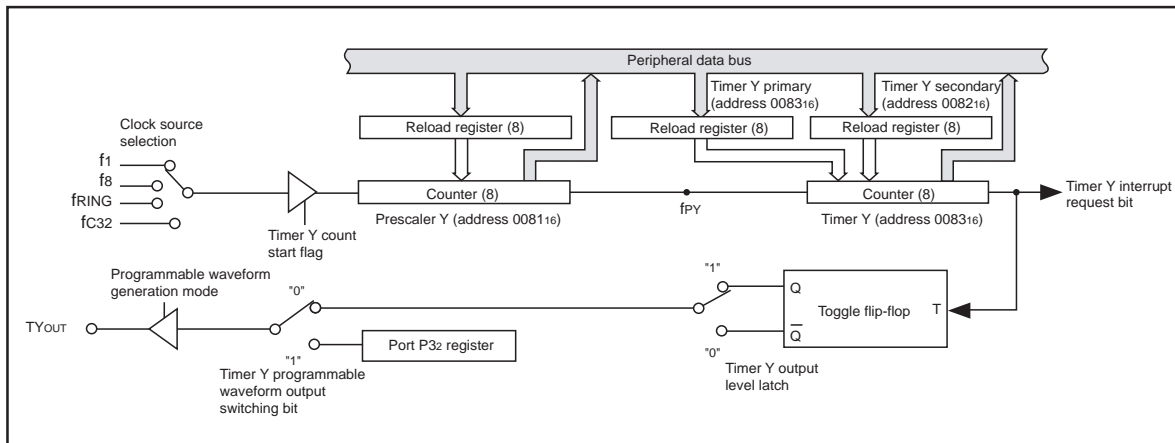 Peripheral data bus
Timer Y primary
(address 008316)
Timer Y secondary
(address 008216)
Clock source
selection
Reload register (8)
Reload register (8)
Reload register (8)
f1
f8
fRING
fC32
Counter (8)
fPY
Counter (8)
Timer Y interrupt
request bit
Prescaler Y (address 008116)
Timer Y (address 008316)
Timer Y count
start flag
Programmable waveform
generation mode
"0"
"1"
Q
Toggle flip-flop
T
TYOUT
Port P32 register
"1"
Q
"0"
Timer Y programmable
waveform output
switching bit
Timer Y output
level latch